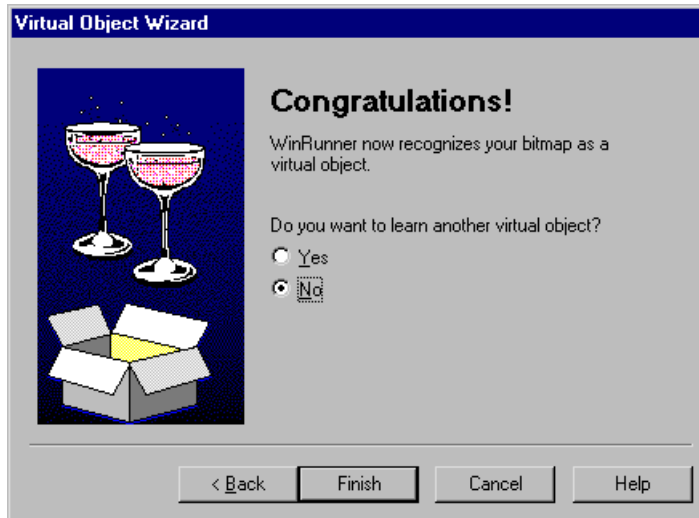 Virtual Object Wizard
Congratulations!
WinRunner now recognizes your bitmap as a
virtual object.
Do you want to learn another virtual object?
Yes
No
< Back
Finish
Cancel
Help